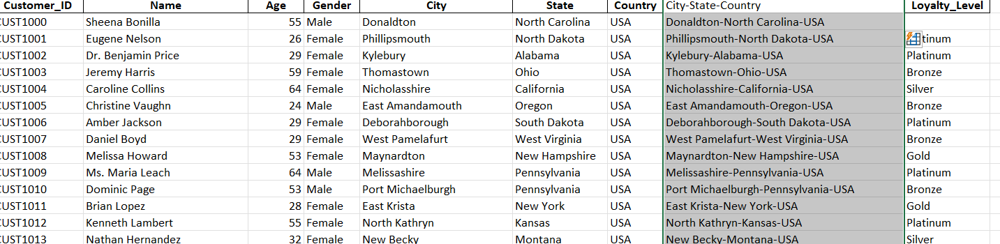 Customer_ID Name Age Gender City State Country City-State-Country Loyalty_Level
CUST1000 Sheena Bonilla 55 Male Donaldton North Carolina USA Donaldton-North Carolina-USA
CUST1001 Eugene Nelson 26 Female Phillipsmouth North Dakota USA Phillipsmouth-North Dakota-USA tinum
CUST1002 Dr. Benjamin Price 29 Female Kylebury Alabama USA Kylebury-Alabama-USA Platinum
CUST1003 Jeremy Harris 59 Female Thomastown Ohio USA Thomastown-Ohio-USA Bronze
CUST1004 Caroline Collins 64 Female Nicholasshire California USA Nicholasshire-California-USA Silver
CUST1005 Christine Vaughn 24 Male East Amandamouth Oregon USA East Amandamouth-Oregon-USA Bronze
CUST1006 Amber Jackson 29 Female Deborahborough South Dakota USA Deborahborough-South Dakota-USA Platinum
CUST1007 Daniel Boyd 29 Female West Pamelafurt West Virginia USA West Pamelafurt-West Virginia-USA Bronze
CUST1008 Melissa Howard 53 Female Maynardton New Hampshire USA Maynardton-New Hampshire-USA Gold
CUST1009 Ms. Maria Leach 64 Male Melissashire Pennsylvania USA Melissashire-Pennsylvania-USA Platinum
CUST1010 Dominic Page 53 Male Port Michaelburgh Pennsylvania USA Port Michaelburgh-Pennsylvania-USA Bronze
CUST1011 Brian Lopez 28 Female East Krista New York USA East Krista-New York-USA Gold
CUST1012 Kenneth Lambert 55 Female North Kathryn Kansas USA North Kathryn-Kansas-USA Platinum
CUST1013 Nathan Hernandez 32 Female New Becky Montana USA New Becky-Montana-USA Silver